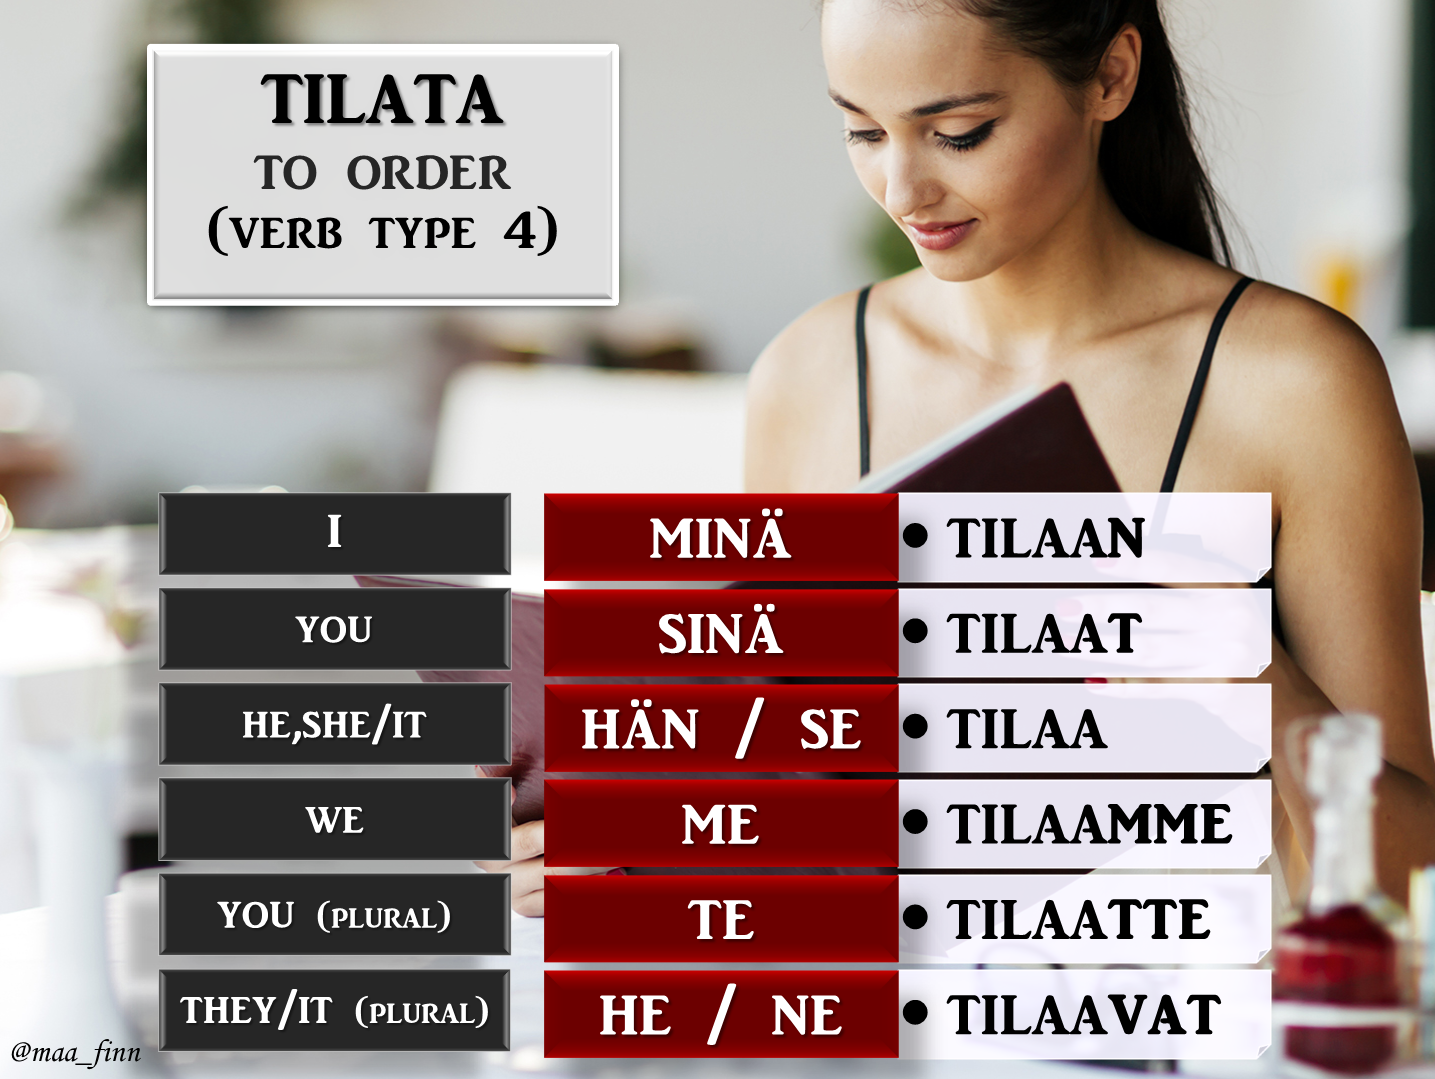 TILATA
TO ORDER
(VERB TYPE 4)
I MINÄ • TILAAN
YOU SINÄ • TILAAT
HE,SHE/IT HÄN / SE • TILAA
WE ME • TILAAMME
YOU (PLURAL) TE • TILAATTE
THEY/IT (PLURAL) HE / NE • TILAAVAT
@maa_finn